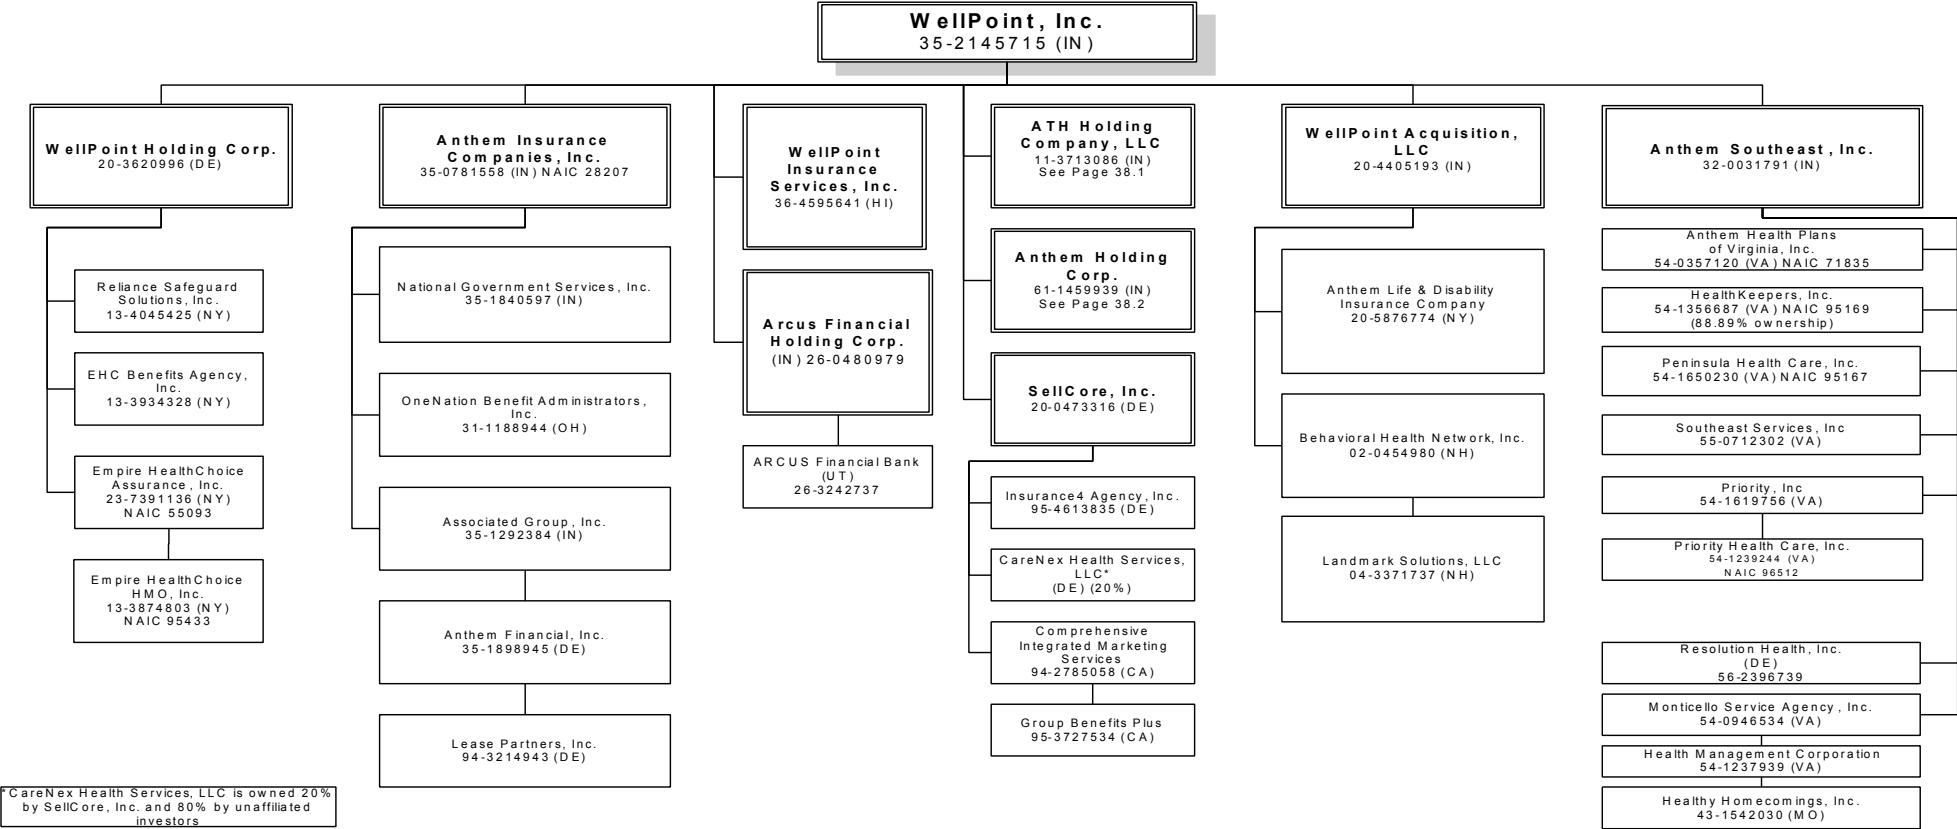 WellPoint, Inc.
35-2145715 (IN)
WellPoint Holding Corp.
20-3620996 (DE)
Reliance Safeguard
Solutions, Inc.
13-4045425 (NY)
EHC Benefits Agency,
Inc.
13-3934328 (NY)
Empire HealthChoice
Assurance, Inc.
23-7391136 (NY)
NAIC 55093
Empire HealthChoice
HMO, Inc.
13-3874803 (NY)
NAIC 95433
Anthem Insurance
Companies, Inc.
35-0781558 (IN) NAIC 28207
National Government Services, Inc.
35-1840597 (IN)
OneNation Benefit Administrators,
Inc.
31-1188944 (OH)
Associated Group, Inc.
35-1292384 (IN)
Anthem Financial, Inc.
35-1898945 (DE)
Lease Partners, Inc.
94-3214943 (DE)
WellPoint
Insurance
Services, Inc.
36-4595641 (HI)
Arcus Financial
Holding Corp.
(IN) 26-0480979
ARCUS Financial Bank
(UT)
26-3242737
ATH Holding
Company, LLC
11-3713086 (IN)
See Page 38.1
Anthem Holding
Corp.
61-1459939 (IN)
See Page 38.2
SellCore, Inc.
20-0473316 (DE)
Insurance4 Agency, Inc.
95-4613835 (DE)
CareNex Health Services,
LLC*
(DE) (20%)
Comprehensive
Integrated Marketing
Services
94-2785058 (CA)
Group Benefits Plus
95-3727534 (CA)
WellPoint Acquisition,
LLC
20-4405193 (IN)
Anthem Life & Disability
Insurance Company
20-5876774 (NY)
Behavioral Health Network, Inc.
02-0454980 (NH)
Landmark Solutions, LLC
04-3371737 (NH)
Anthem Southeast, Inc.
32-0031791 (IN)
Anthem Health Plans
of Virginia, Inc.
54-0357120 (VA) NAIC 71835
HealthKeepers, Inc.
54-1356687 (VA) NAIC 95169
(88.89% ownership)
Peninsula Health Care, Inc.
54-1650230 (VA) NAIC 95167
Southeast Services, Inc
55-0712302 (VA)
Priority, Inc
54-1619756 (VA)
Priority Health Care, Inc.
54-1239244 (VA)
NAIC 96512
Resolution Health, Inc.
(DE)
56-2396739
Monticello Service Agency, Inc.
54-0946534 (VA)
Health Management Corporation
54-1237939 (VA)
Healthy Homecomings, Inc.
43-1542030 (MO)
*CareNex Health Services, LLC is owned 20%
by SellCore, Inc. and 80% by unaffiliated
investors